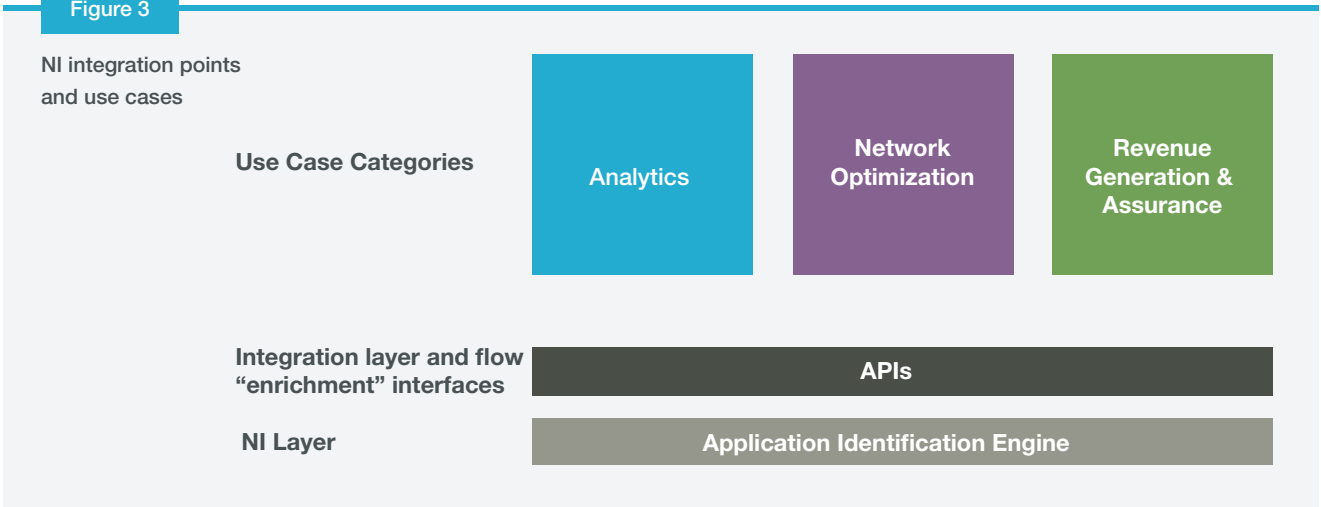 Figure 3
NI integration points
and use cases
Use Case Categories
Analytics
Network
Optimization
Revenue
Generation &
Assurance
Integration layer and flow
“enrichment” interfaces
APIs
NI Layer
Application Identification Engine